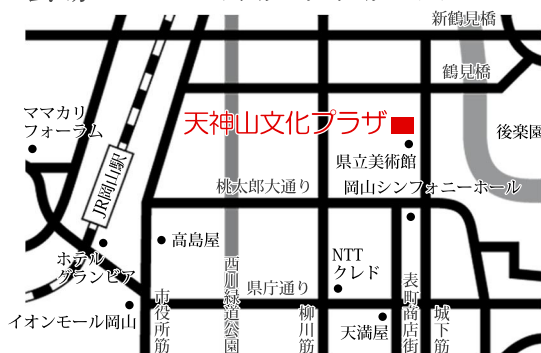 新鶴見橋
鶴見橋
ママカリ
フォーラム
天神山文化プラザ
後楽園
県立美術館
JR岡山駅
桃太郎大通り
岡山シンフォニーホール
高島屋
ホテル
グランビア
NTT
クレド
西川緑道公園
県庁通り
表町商店街
市役所筋
柳川筋
城下筋
イオンモール岡山
天満屋